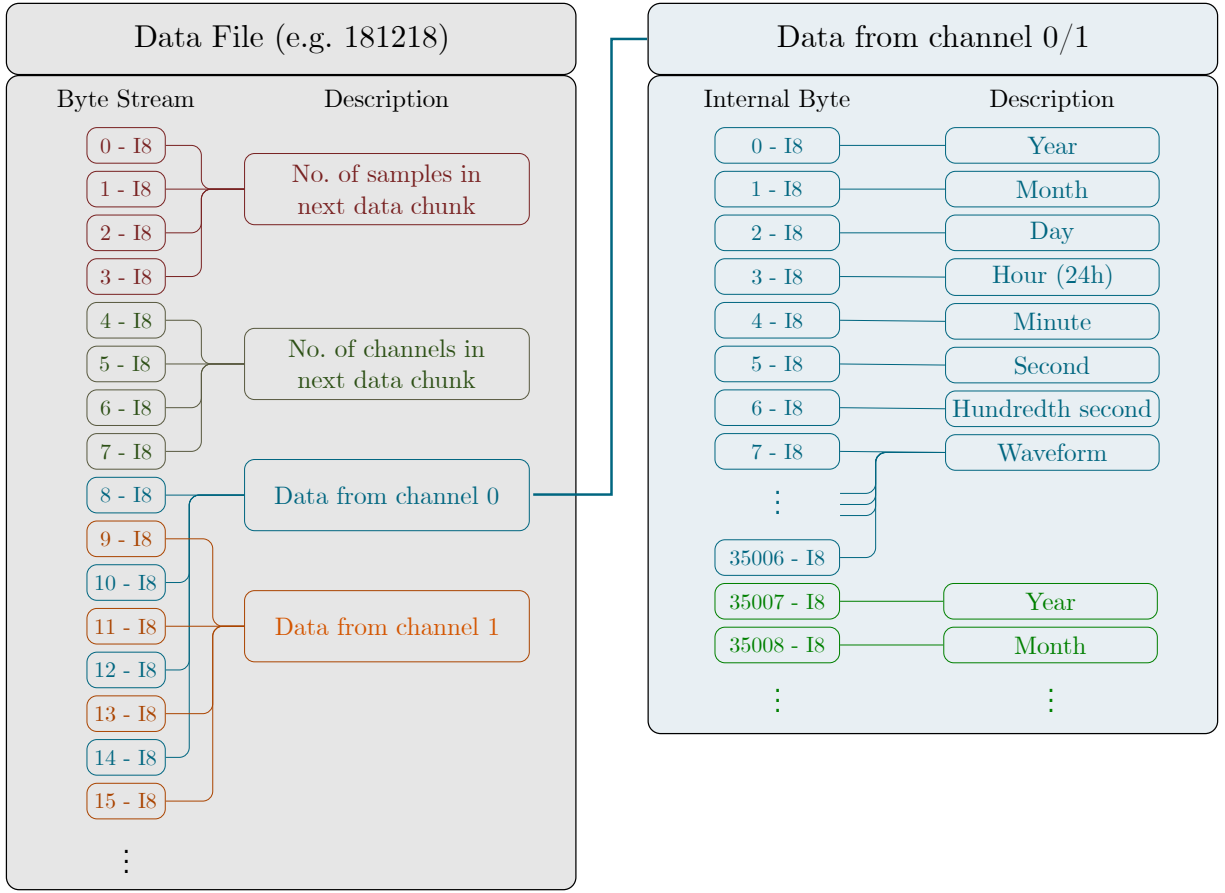 Data File (e.g. 181218)
Byte Stream
Description
0 - I8
1 - I8
2 - I8
3 - I8
No. of samples in
next data chunk
4 - I8
5 - I8
6 - I8
7 - I8
No. of channels in
next data chunk
8 - I8
Data from channel 0
9 - I8
10 - I8
11 - I8
Data from channel 1
12 - I8
13 - I8
14 - I8
15 - I8
⋮
Data from channel 0/1
Internal Byte
Description
0 - I8
Year
1 - I8
Month
2 - I8
Day
3 - I8
Hour (24h)
4 - I8
Minute
5 - I8
Second
6 - I8
Hundredth second
7 - I8
Waveform
⋮
35006 - I8
35007 - I8
Year
35008 - I8
Month
⋮
⋮